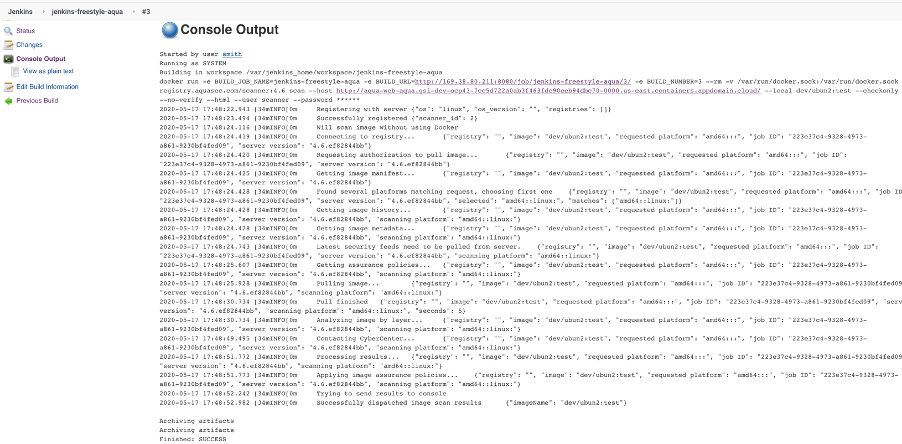 Jenkins › jenkins-freestyle-aqua › #3
Status
Changes
Console Output
View as plain text
Edit Build Information
Previous Build
Console Output
Started by user smith
Running as SYSTEM
Building in workspace /var/jenkins_home/workspace/jenkins-freestyle-aqua
docker run -e BUILD_JOB_NAME=jenkins-freestyle-aqua -e BUILD_URL=http://169.38.80.211:8080/job/jenkins-freestyle-aqua/3/ -e BUILD_NUMBER=3 --rm -v /var/run/docker.sock:/var/run/docker.sock
registry.aquasec.com/scanner:4.6 scan --host --local dev/ubun2:test --checkonly
--no-verify --html --user scanner --password ******
2020-05-17 17:48:22.943 [34mINFO[0m Registering with server {"os": "linux", "os_version": "", "registries": []}
2020-05-17 17:48:23.494 [34mINFO[0m Successfully registered {"scanner_id": 2}
2020-05-17 17:48:24.116 [34mINFO[0m Will scan image without using Docker
2020-05-17 17:48:24.419 [34mINFO[0m Connecting to registry... {"registry": "", "image": "dev/ubun2:test", "requested platform": "amd64:::", "job ID": "223e37c4-9328-4973-
a861-9230bf4fed09", "server version": "4.6.ef82844bb"}
2020-05-17 17:48:24.420 [34mINFO[0m Requesting authorization to pull image... {"registry": "", "image": "dev/ubun2:test", "requested platform": "amd64:::", "job ID":
"223e37c4-9328-4973-a861-9230bf4fed09", "server version": "4.6.ef82844bb"}
2020-05-17 17:48:24.425 [34mINFO[0m Getting image manifest... {"registry": "", "image": "dev/ubun2:test", "requested platform": "amd64:::", "job ID": "223e37c4-9328-4973-
a861-9230bf4fed09", "server version": "4.6.ef82844bb"}
2020-05-17 17:48:24.428 [34mINFO[0m Found several platforms matching request, choosing first one {"registry": "", "image": "dev/ubun2:test", "requested platform": "amd64:::", "job ID":
"223e37c4-9328-4973-a861-9230bf4fed09", "server version": "4.6.ef82844bb", "selected": "amd64::linux:", "matches": ["amd64::linux:"]}
2020-05-17 17:48:24.428 [34mINFO[0m Getting image history... {"registry": "", "image": "dev/ubun2:test", "requested platform": "amd64:::", "job ID": "223e37c4-9328-4973-
a861-9230bf4fed09", "server version": "4.6.ef82844bb", "scanning platform": "amd64::linux:"}
2020-05-17 17:48:24.428 [34mINFO[0m Getting image metadata... {"registry": "", "image": "dev/ubun2:test", "requested platform": "amd64:::", "job ID": "223e37c4-9328-4973-
a861-9230bf4fed09", "server version": "4.6.ef82844bb", "scanning platform": "amd64::linux:"}
2020-05-17 17:48:24.743 [34mINFO[0m Latest security feeds need to be pulled from server. {"registry": "", "image": "dev/ubun2:test", "requested platform": "amd64:::", "job ID":
"223e37c4-9328-4973-a861-9230bf4fed09", "server version": "4.6.ef82844bb", "scanning platform": "amd64::linux:"}
2020-05-17 17:48:25.607 [34mINFO[0m Getting assurance policies... {"registry": "", "image": "dev/ubun2:test", "requested platform": "amd64:::", "job ID": "223e37c4-9328-4973-
a861-9230bf4fed09", "server version": "4.6.ef82844bb", "scanning platform": "amd64::linux:"}
2020-05-17 17:48:25.928 [34mINFO[0m Pulling image... {"registry": "", "image": "dev/ubun2:test", "requested platform": "amd64:::", "job ID": "223e37c4-9328-4973-a861-9230bf4fed09",
"server version": "4.6.ef82844bb", "scanning platform": "amd64::linux:"}
2020-05-17 17:48:30.734 [34mINFO[0m Pull finished {"registry": "", "image": "dev/ubun2:test", "requested platform": "amd64:::", "job ID": "223e37c4-9328-4973-a861-9230bf4fed09", "server
version": "4.6.ef82844bb", "scanning platform": "amd64::linux:", "seconds": 5}
2020-05-17 17:48:30.734 [34mINFO[0m Analyzing image by layer... {"registry": "", "image": "dev/ubun2:test", "requested platform": "amd64:::", "job ID": "223e37c4-9328-4973-
a861-9230bf4fed09", "server version": "4.6.ef82844bb", "scanning platform": "amd64::linux:"}
2020-05-17 17:48:49.495 [34mINFO[0m Contacting CyberCenter... {"registry": "", "image": "dev/ubun2:test", "requested platform": "amd64:::", "job ID": "223e37c4-9328-4973-
a861-9230bf4fed09", "server version": "4.6.ef82844bb", "scanning platform": "amd64::linux:"}
2020-05-17 17:48:51.772 [34mINFO[0m Processing results... {"registry": "", "image": "dev/ubun2:test", "requested platform": "amd64:::", "job ID": "223e37c4-9328-4973-a861-9230bf4fed09",
"server version": "4.6.ef82844bb", "scanning platform": "amd64::linux:"}
2020-05-17 17:48:51.773 [34mINFO[0m Applying image assurance policies... {"registry": "", "image": "dev/ubun2:test", "requested platform": "amd64:::", "job ID": "223e37c4-9328-4973-
a861-9230bf4fed09", "server version": "4.6.ef82844bb", "scanning platform": "amd64::linux:"}
2020-05-17 17:48:52.242 [34mINFO[0m Trying to send results to console
2020-05-17 17:48:52.982 [34mINFO[0m Successfully dispatched image scan results {"imageName": "dev/ubun2:test"}
Archiving artifacts
Archiving artifacts
Finished: SUCCESS